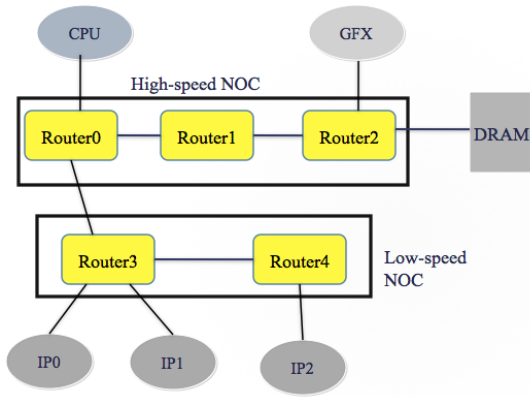 CPU
GFX
High-speed NOC
Router0
Router1
Router2
DRAM
Router3
Router4
Low-speed
NOC
IP0
IP1
IP2